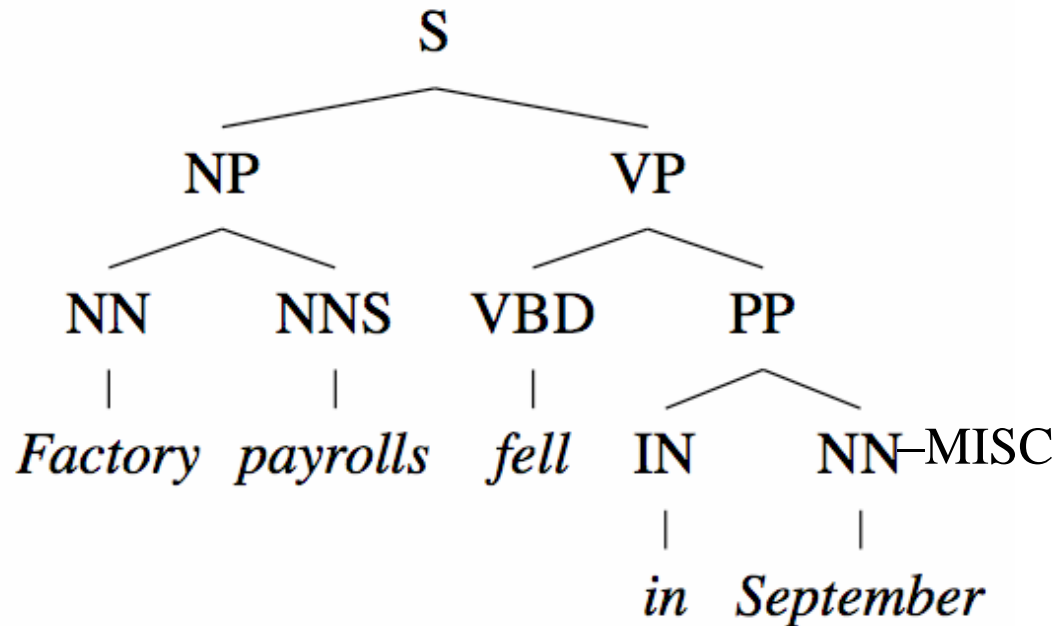 S
NP VP
NN NNS VBD PP
Factory payrolls fell IN NN–MISC
in September